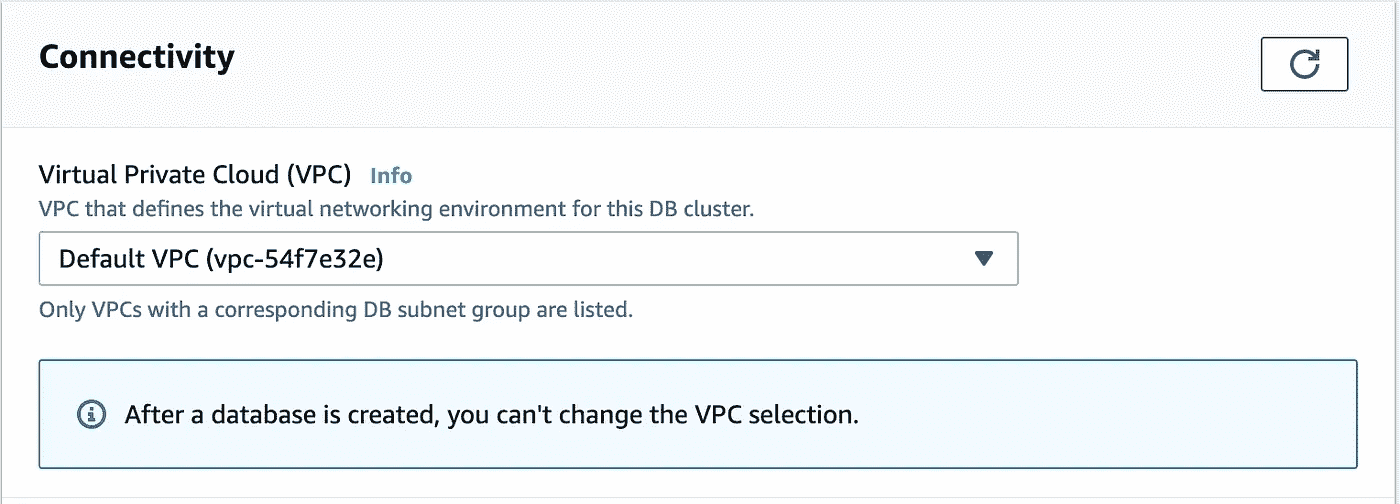 Connectivity
Virtual Private Cloud (VPC) Info
VPC that defines the virtual networking environment for this DB cluster.
Default VPC (vpc-54f7e32e)
Only VPCs with a corresponding DB subnet group are listed.
After a database is created, you can't change the VPC selection.